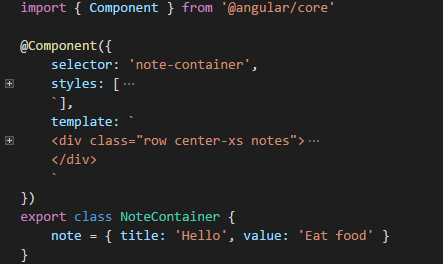 import { Component } from '@angular/core'
@Component({
selector: 'note-container',
styles: [ ...
`],
template: `
<div class="row center-xs notes"> ...
</div>
`
})
export class NoteContainer {
note = { title: 'Hello', value: 'Eat food' }
}